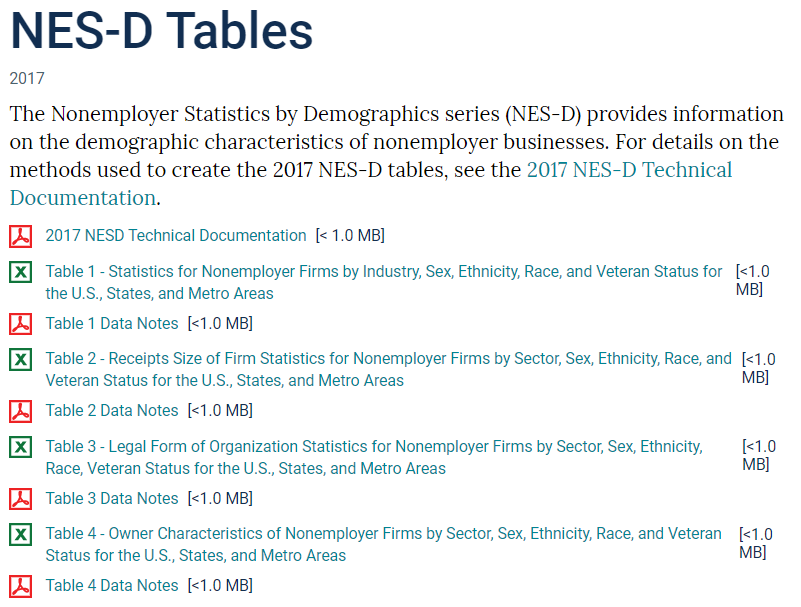 NES-D Tables
2017
The Nonemployer Statistics by Demographics series (NES-D) provides information
on the demographic characteristics of nonemployer businesses. For details on the
methods used to create the 2017 NES-D tables, see the 2017 NES-D Technical
Documentation.
2017 NESD Technical Documentation [< 1.0 MB]
Table 1 - Statistics for Nonemployer Firms by Industry, Sex, Ethnicity, Race, and Veteran Status for
the U.S., States, and Metro Areas
[<1.0
MB]
Table 1 Data Notes [<1.0 MB]
Table 2 - Receipts Size of Firm Statistics for Nonemployer Firms by Sector, Sex, Ethnicity, Race, and
Veteran Status for the U.S., States, and Metro Areas
[<1.0
MB]
Table 2 Data Notes [<1.0 MB]
Table 3 - Legal Form of Organization Statistics for Nonemployer Firms by Sector, Sex, Ethnicity,
Race, Veteran Status for the U.S., States, and Metro Areas
[<1.0
MB]
Table 3 Data Notes [<1.0 MB]
Table 4 - Owner Characteristics of Nonemployer Firms by Sector, Sex, Ethnicity, Race, and Veteran
Status for the U.S., States, and Metro Areas
[<1.0
MB]
Table 4 Data Notes [<1.0 MB]